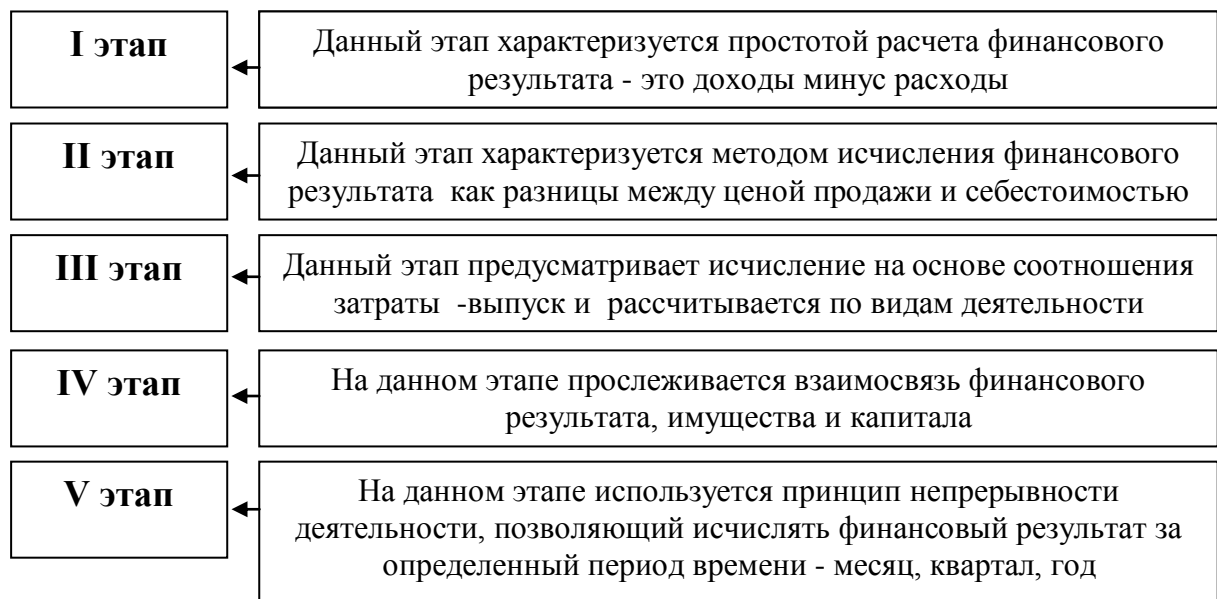 I этап
Данный этап характеризуется простотой расчета финансового
результата - это доходы минус расходы
II этап
Данный этап характеризуется методом исчисления финансового
результата как разницы между ценой продажи и себестоимостью
III этап
Данный этап предусматривает исчисление на основе соотношения
затраты -выпуск и рассчитывается по видам деятельности
IV этап
На данном этапе прослеживается взаимосвязь финансового
результата, имущества и капитала
V этап
На данном этапе используется принцип непрерывности
деятельности, позволяющий исчислять финансовый результат за
определенный период времени - месяц, квартал, год